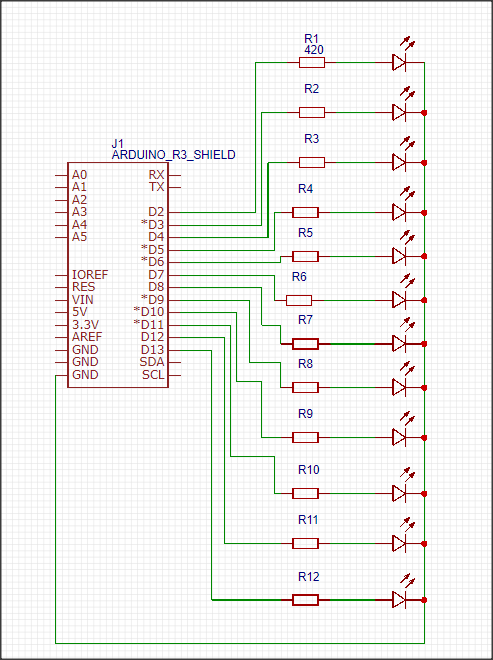 R1
420
R2
R3
J1
ARDUINO_R3_SHIELD
A0 RX
A1 TX
A2
A3 D2
A4 *D3
A5 D4
*D5
*D6
IOREF D7
RES D8
VIN *D9
5V *D10
3.3V *D11
AREF D12
GND D13
GND SDA
GND SCL
R4
R5
R6
R7
R8
R9
R10
R11
R12